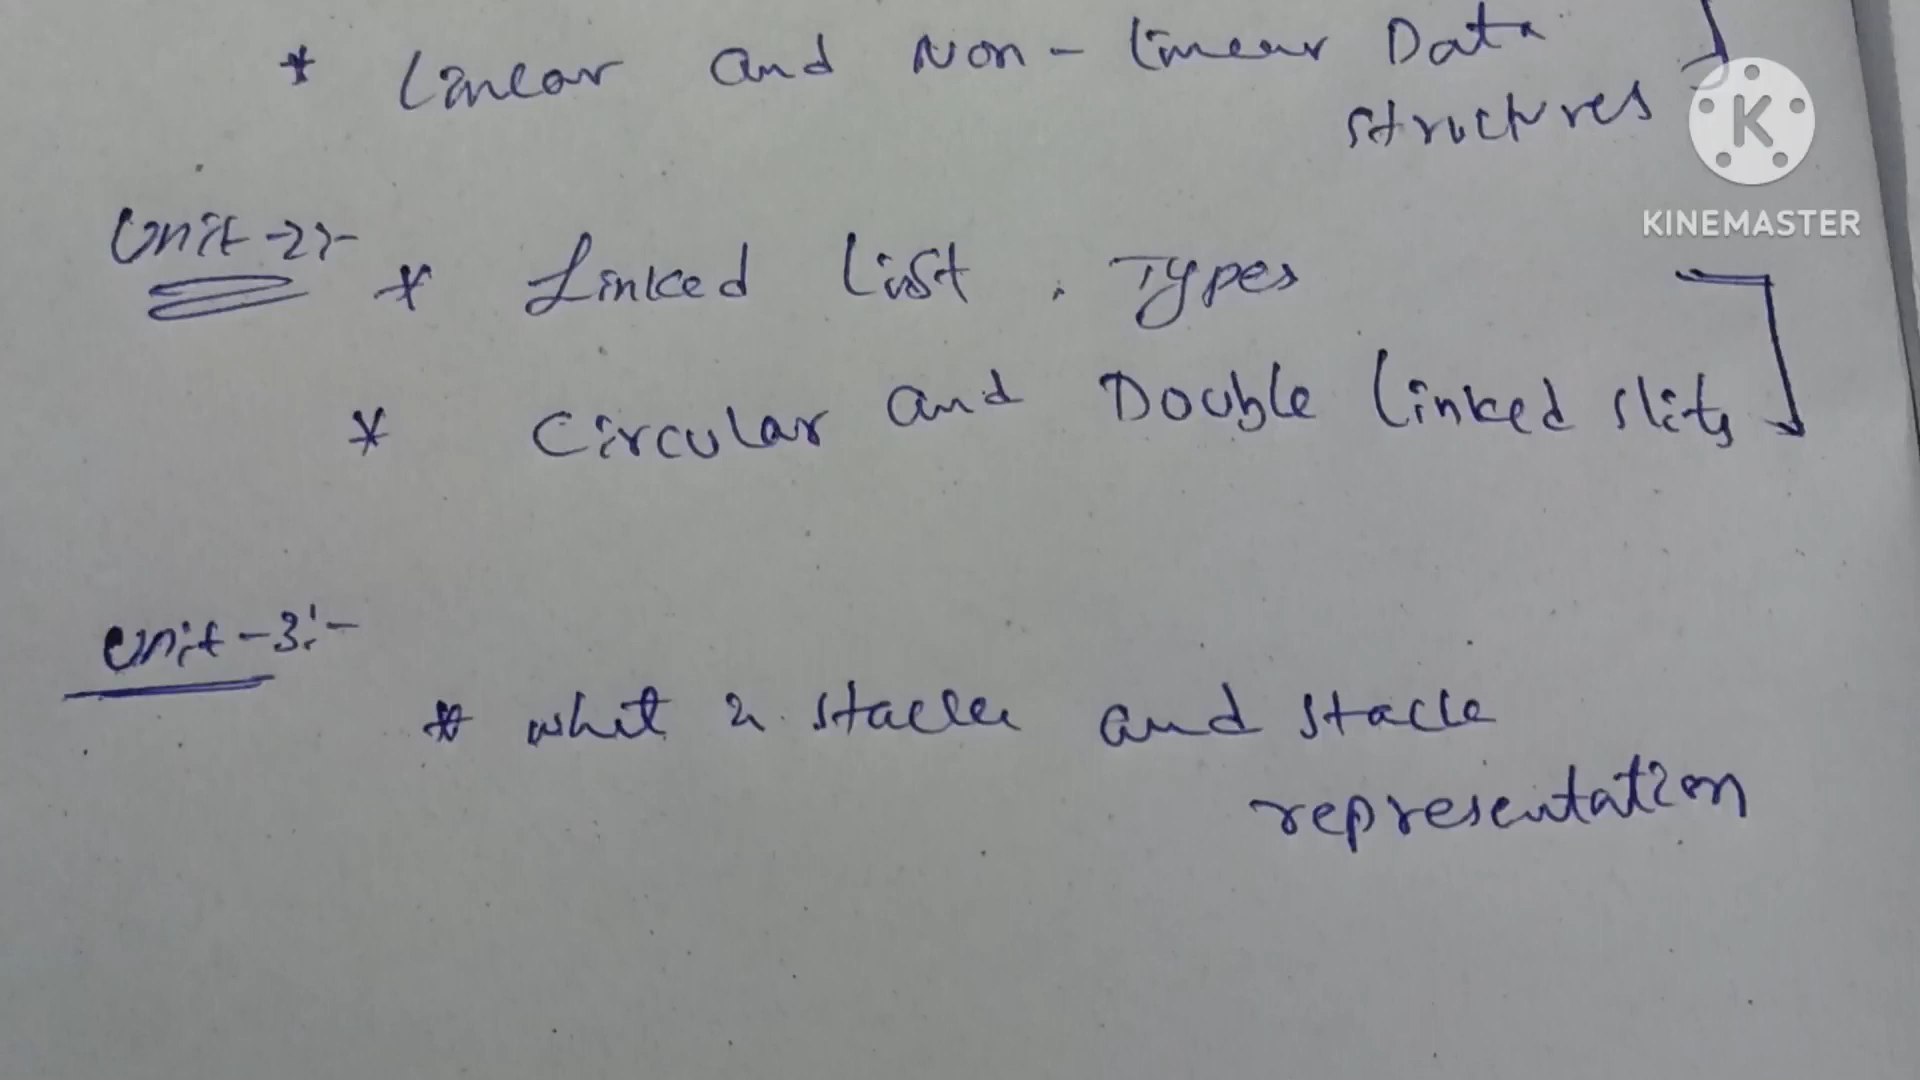 * Linear and Non-linear Data
structures
KINEMASTER
Unit-2:-
* Linked list. Types
* Circular and Double linked slits
Unit-3:-
* what is stack and stack
representation